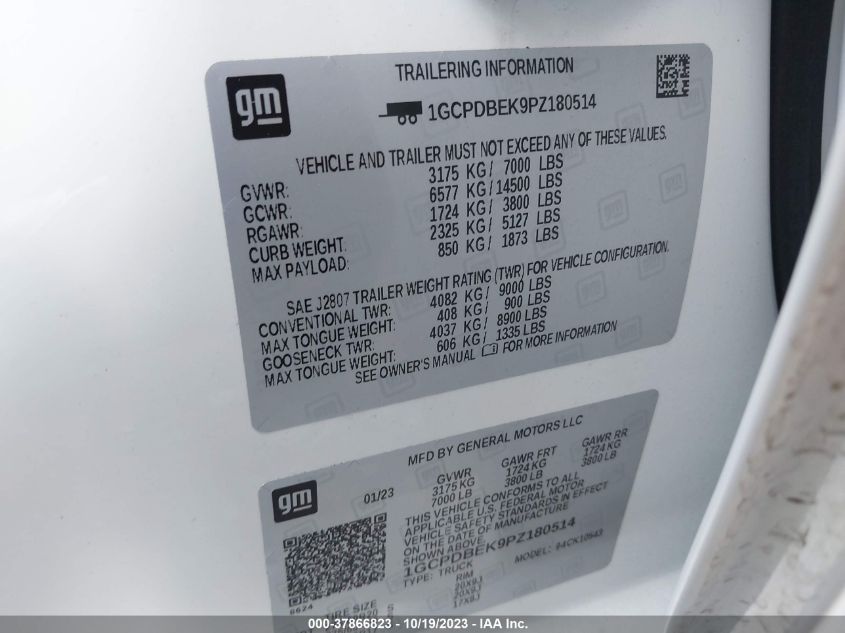 gm
TRAILERING INFORMATION
1GCPDBEK9PZ180514
VEHICLE AND TRAILER MUST NOT EXCEED ANY OF THESE VALUES.
GVWR: 3175 KG / 7000 LBS
GCWR: 6577 KG / 14500 LBS
RGAWR: 1724 KG / 3800 LBS
CURB WEIGHT: 2325 KG / 5127 LBS
MAX PAYLOAD: 850 KG / 1873 LBS
SAE J2807 TRAILER WEIGHT RATING (TWR) FOR VEHICLE CONFIGURATION.
CONVENTIONAL TWR: 4082 KG / 9000 LBS
MAX TONGUE WEIGHT: 408 KG / 900 LBS
GOOSENECK TWR: 4037 KG / 8900 LBS
MAX TONGUE WEIGHT: 606 KG / 1335 LBS
SEE OWNER'S MANUAL FOR MORE INFORMATION
gm
MFD BY GENERAL MOTORS LLC
01/23
GVWR GAWR FRT GAWR RR
3175 KG 1724 KG 1724 KG
7000 LB 3800 LB 3800 LB
THIS VEHICLE CONFORMS TO ALL
APPLICABLE U.S. FEDERAL MOTOR
VEHICLE SAFETY STANDARDS IN EFFECT
ON THE DATE OF MANUFACTURE
1GCPDBEK9PZ180514
TYPE: TRUCK MODEL: 94CK10543
6624
TIRE SIZE RIM
20X9J
20X9J
17X8J
000-37866823 - 10/19/2023 - IAA Inc.